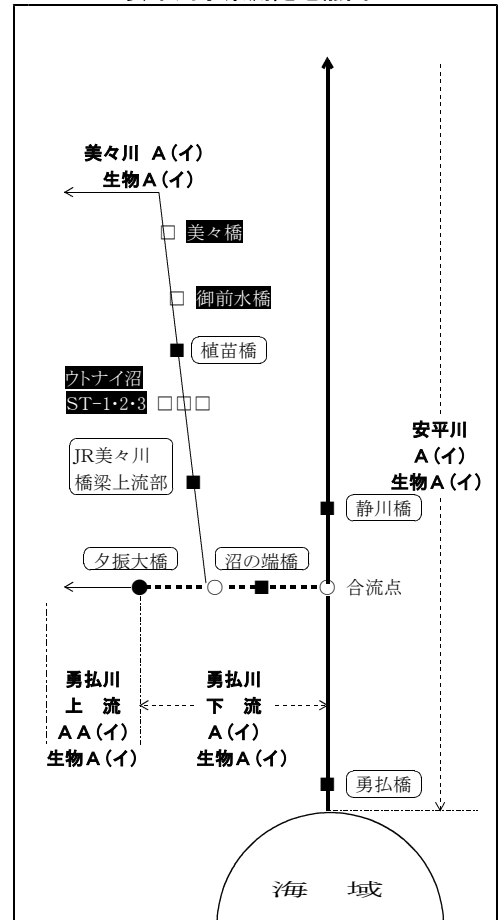 美々川 A(イ)
生物A(イ)
□ 美々橋
□ 御前水橋
■ 植苗橋
ウトナイ沼
ST-1・2・3 □□□
JR美々川
橋梁上流部
安平川
A(イ)
生物A(イ)
静川橋
夕振大橋
沼の端橋
合流点
勇払川
上 流
AA(イ)
生物A(イ)
勇払川
下 流
A(イ)
生物A(イ)
勇払橋
海 域